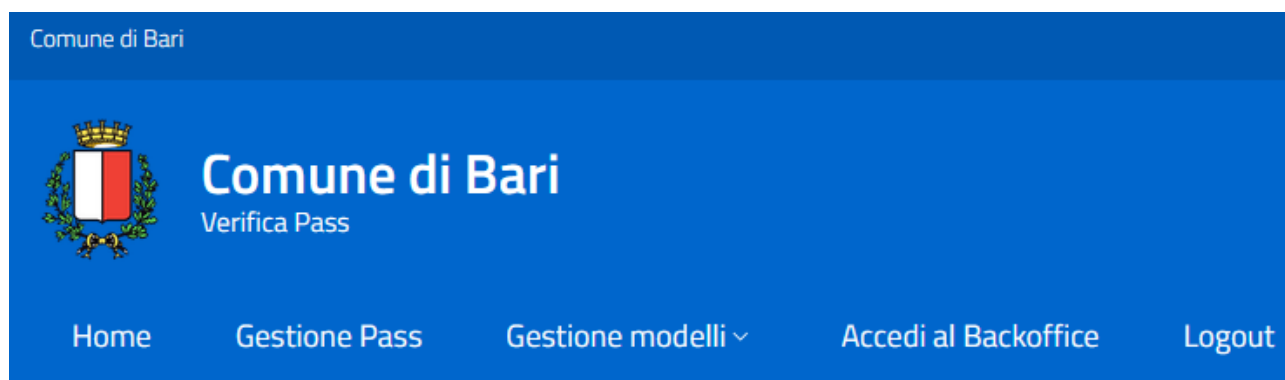 Comune di Bari
Comune di Bari
Verifica Pass
Home Gestione Pass Gestione modelli Accedi al Backoffice Logout